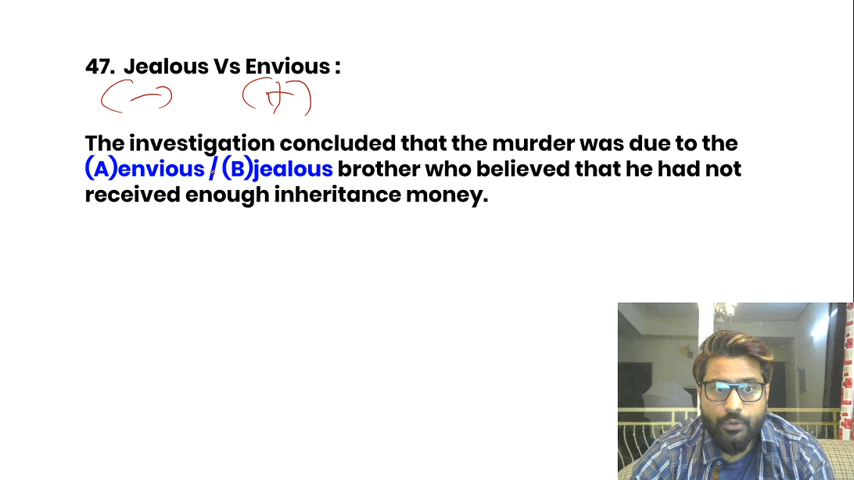 47. Jealous Vs Envious :
(-) (+)
The investigation concluded that the murder was due to the
(A)envious / (B)jealous brother who believed that he had not
received enough inheritance money.